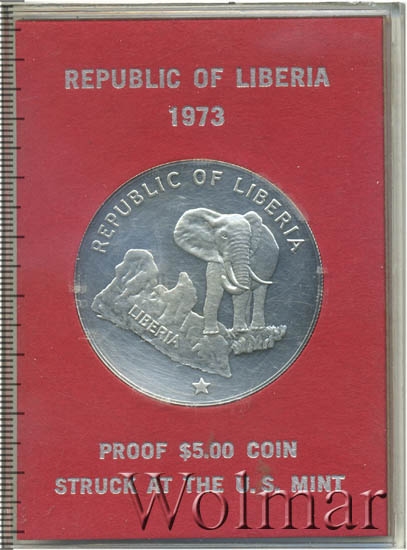 REPUBLIC OF LIBERIA
1973
REPUBLIC OF LIBERIA
LIBERIA
PROOF $5.00 COIN
STRUCK AT THE U.S. MINT
Wolmar